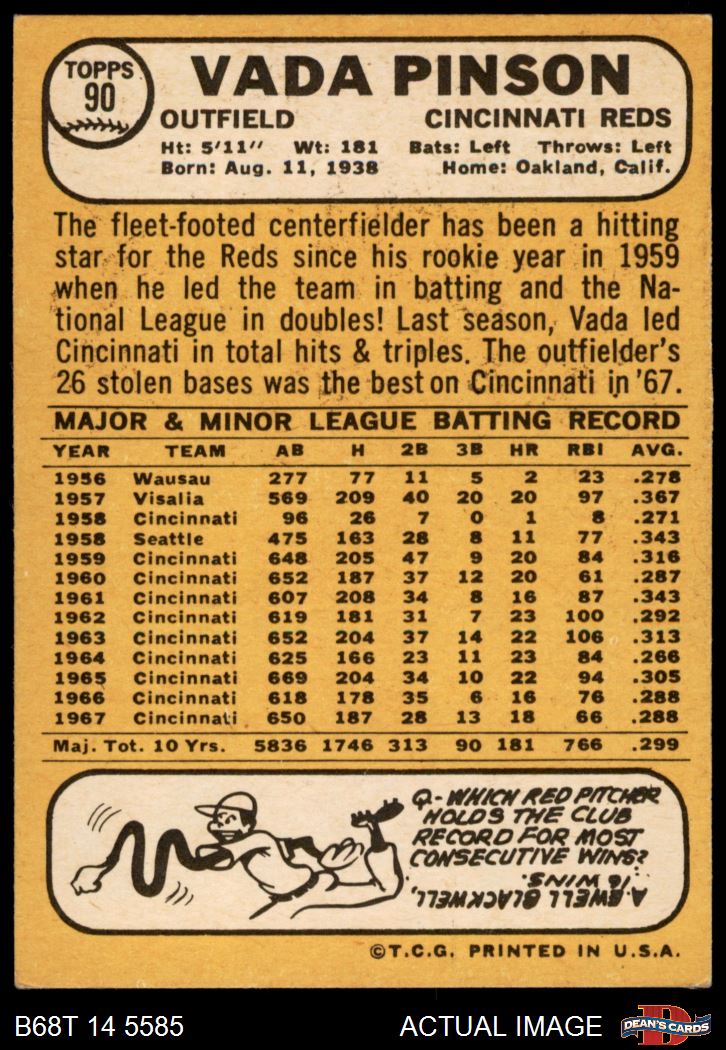 TOPPS
90
VADA PINSON
OUTFIELD CINCINNATI REDS
Ht: 5'11" Wt: 181 Bats: Left Throws: Left
Born: Aug. 11, 1938 Home: Oakland, Calif.
The fleet-footed centerfielder has been a hitting
star for the Reds since his rookie year in 1959
when he led the team in batting and the Na-
tional League in doubles! Last season, Vada led
Cincinnati in total hits & triples. The outfielder's
26 stolen bases was the best on Cincinnati in '67.
MAJOR & MINOR LEAGUE BATTING RECORD
YEAR TEAM AB H 2B 3B HR RBI AVG.
1956 Wausau 277 77 11 5 2 23 .278
1957 Visalia 569 209 40 20 20 97 .367
1958 Cincinnati 96 26 7 0 1 8 .271
1958 Seattle 475 163 28 8 11 77 .343
1959 Cincinnati 648 205 47 9 20 84 .316
1960 Cincinnati 652 187 37 12 20 61 .287
1961 Cincinnati 607 208 34 8 16 87 .343
1962 Cincinnati 619 181 31 7 23 100 .292
1963 Cincinnati 652 204 37 14 22 106 .313
1964 Cincinnati 625 166 23 11 23 84 .266
1965 Cincinnati 669 204 34 10 22 94 .305
1966 Cincinnati 618 178 35 6 16 76 .288
1967 Cincinnati 650 187 28 13 18 66 .288
Maj. Tot. 10 Yrs. 5836 1746 313 90 181 766 .299
Q- WHICH RED PITCHER
HOLDS THE CLUB
RECORD FOR MOST
CONSECUTIVE WINS?
A. EWELL BLACKWELL,
16 WINS.
©T.C.G. PRINTED IN U.S.A.
B68T 14 5585 ACTUAL IMAGE
DEAN'S CARDS